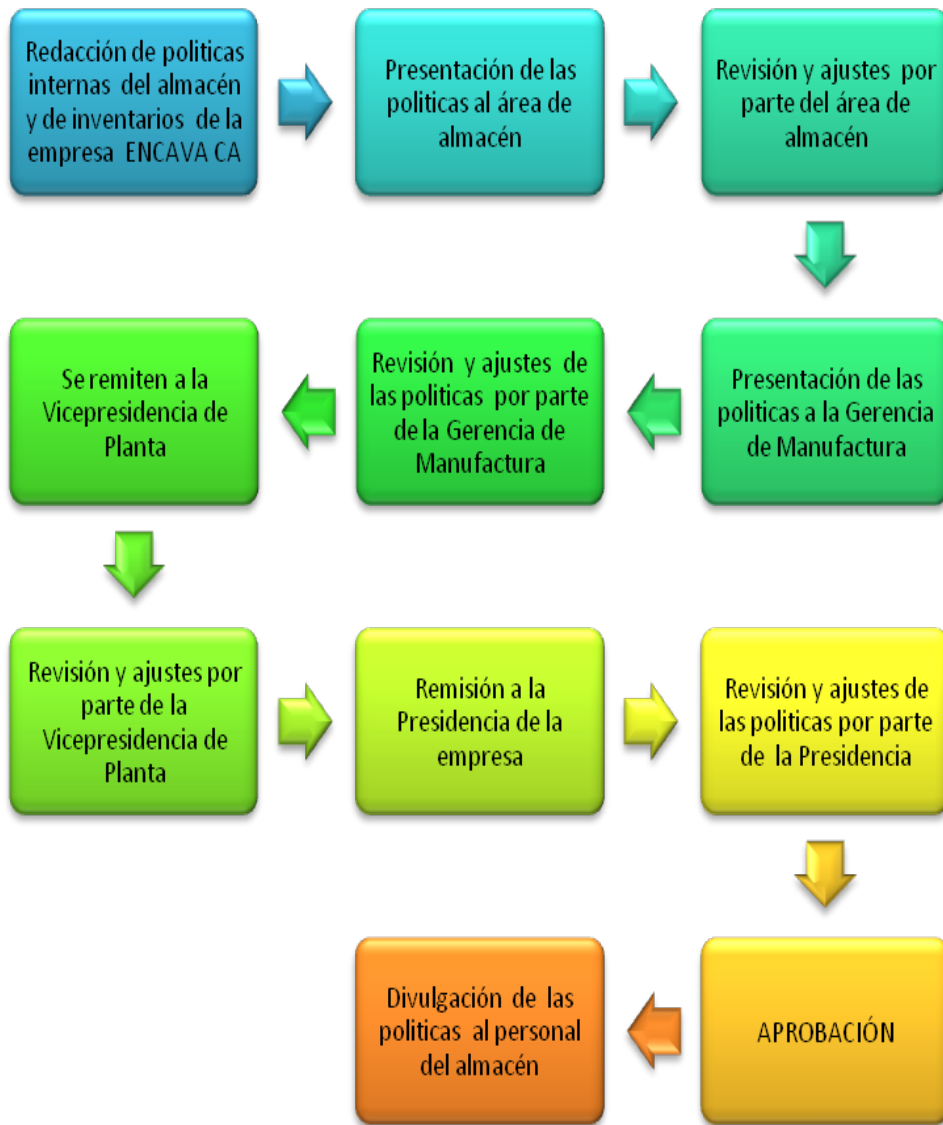 Redacción de politicas
internas del almacén
y de inventarios de la
empresa ENCAVA CA
Presentación de las
politicas al área de
almacén
Revisión y ajustes por
parte del área de
almacén
Presentación de las
politicas a la Gerencia
de Manufactura
Revisión y ajustes de
las politicas por parte
de la Gerencia de
Manufactura
Se remiten a la
Vicepresidencia de
Planta
Revisión y ajustes por
parte de la
Vicepresidencia de
Planta
Remisión a la
Presidencia de la
empresa
Revisión y ajustes de
las politicas por parte
de la Presidencia
APROBACIÓN
Divulgación de las
politicas al personal
del almacén